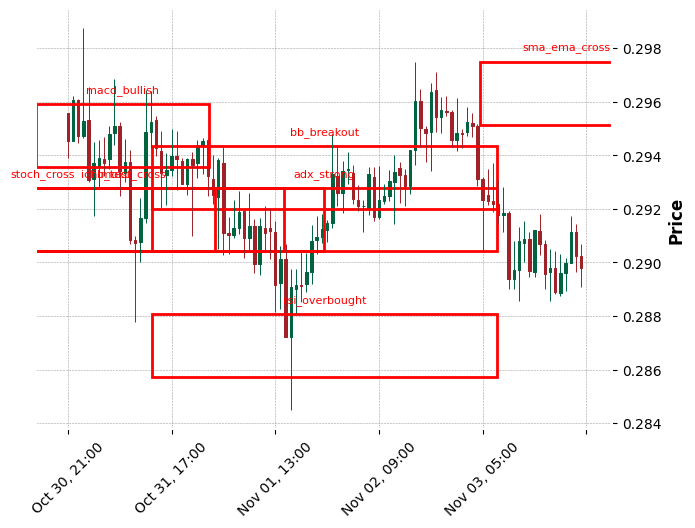 sma_ema_cross
macd_bullish
bb_breakout
stoch_cross
adx_strong
si_overbought
0.298
0.296
0.294
0.292
0.290
0.288
0.286
0.284
Price
Oct 30, 21:00
Oct 31, 17:00
Nov 01, 13:00
Nov 02, 09:00
Nov 03, 05:00